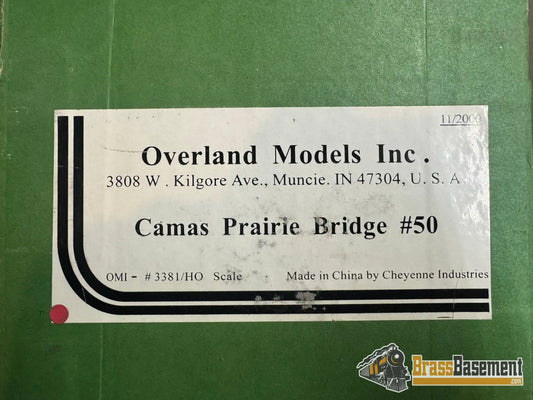 11/2000
Overland Models Inc.
3808 W. Kilgore Ave., Muncie. IN 47304, U. S. A
Camas Prairie Bridge #50
OMI - #3381/HO Scale Made in China by Cheyenne Industries
BrassBasement
.com